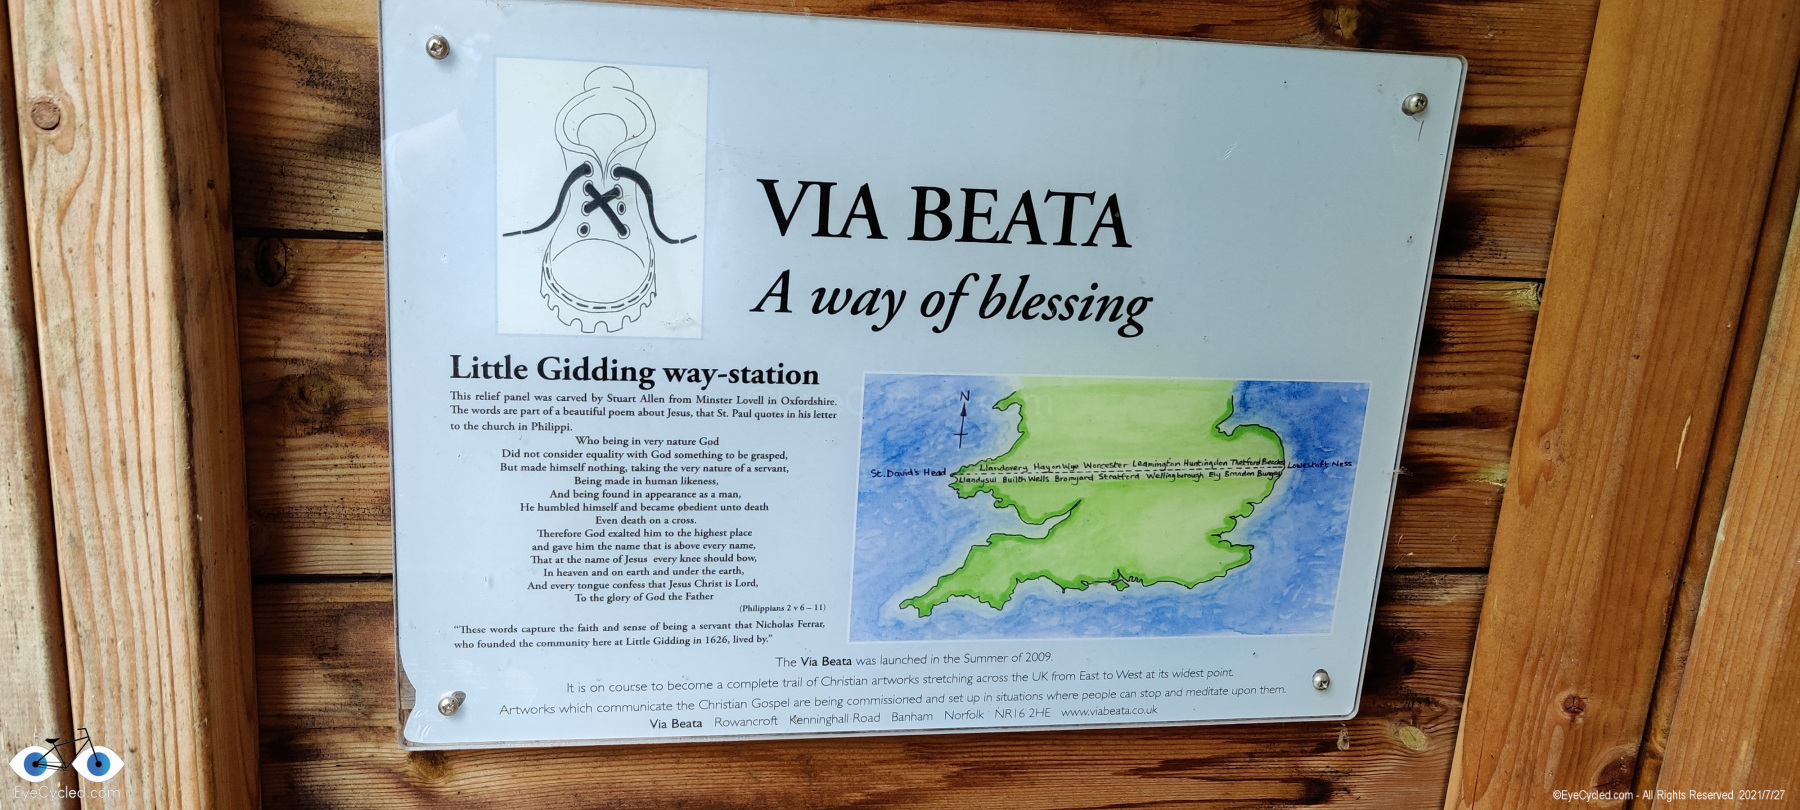 VIA BEATA
A way of blessing
Little Gidding way-station
This relief panel was carved by Stuart Allen from Minster Lovell in Oxfordshire.
The words are part of a beautiful poem about Jesus, that St. Paul quotes in his letter
to the church in Philippi.
Who being in very nature God
Did not consider equality with God something to be grasped,
But made himself nothing, taking the very nature of a servant,
Being made in human likeness,
And being found in appearance as a man,
He humbled himself and became obedient unto death
Even death on a cross.
Therefore God exalted him to the highest place
and gave him the name that is above every name,
That at the name of Jesus every knee should bow,
In heaven and on earth and under the earth,
And every tongue confess that Jesus Christ is Lord,
To the glory of God the Father
(Philippians 2 v 6 – 11)
“These words capture the faith and sense of being a servant that Nicholas Ferrar,
who founded the community here at Little Gidding in 1626, lived by.”
N
St. David's Head
Llandovery Hay on Wye Worcester Leamington Huntingdon Thetford Beccles
Lowestoft Ness
Llandysul Builth Wells Bromyard Stratford Wellingborough Ely Brandon Bungay
The Via Beata was launched in the Summer of 2009.
It is on course to become a complete trail of Christian artworks stretching across the UK from East to West at its widest point.
Artworks which communicate the Christian Gospel are being commissioned and set up in situations where people can stop and meditate upon them.
Via Beata Rowancroft Kenninghall Road Banham Norfolk NR16 2HE www.viabeata.co.uk
EyeCycled.com
©EyeCycled.com - All Rights Reserved 2021/7/27